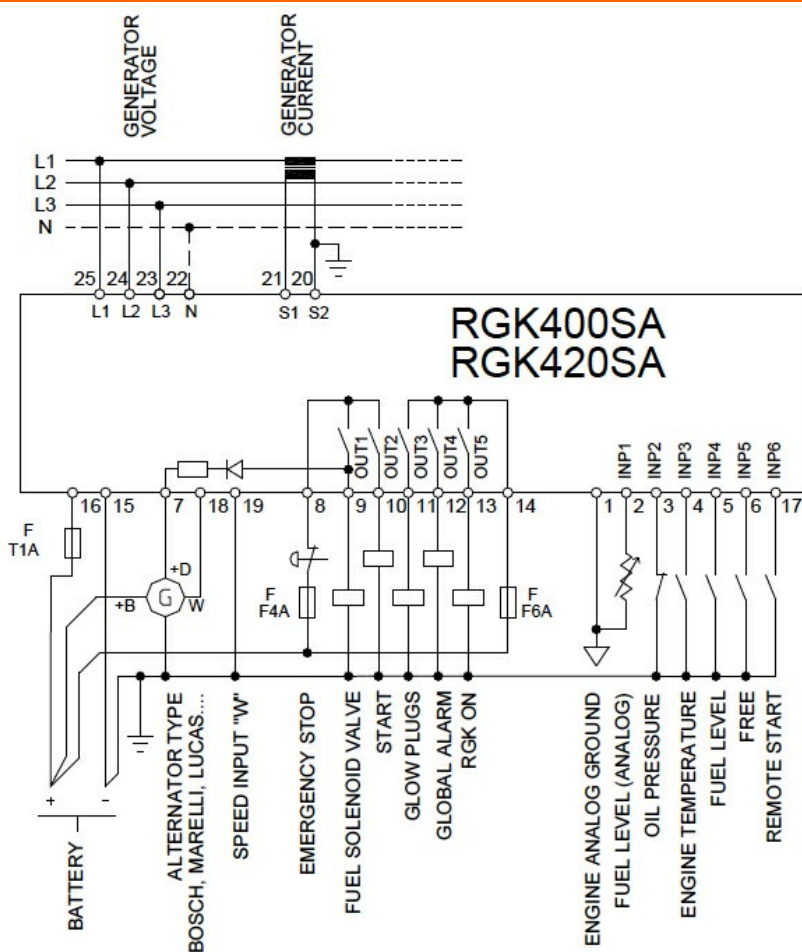 GENERATOR
VOLTAGE
GENERATOR
CURRENT
L1
L2
L3
N
25 24 23 22 21 20
L1 L2 L3 N S1 S2
RGK400SA
RGK420SA
OUT1 OUT2 OUT3 OUT4 OUT5
INP1 INP2 INP3 INP4 INP5 INP6
16 15 7 18 19 8 9 10 11 12 13 14 1 2 3 4 5 6 17
F
T1A
+D
+B G W
F
F4A
F
F6A
+ -
BATTERY
ALTERNATOR TYPE
BOSCH, MARELLI, LUCAS....
SPEED INPUT "W"
EMERGENCY STOP
FUEL SOLENOID VALVE
START
GLOW PLUGS
GLOBAL ALARM
RGK ON
ENGINE ANALOG GROUND
FUEL LEVEL (ANALOG)
OIL PRESSURE
ENGINE TEMPERATURE
FUEL LEVEL
FREE
REMOTE START